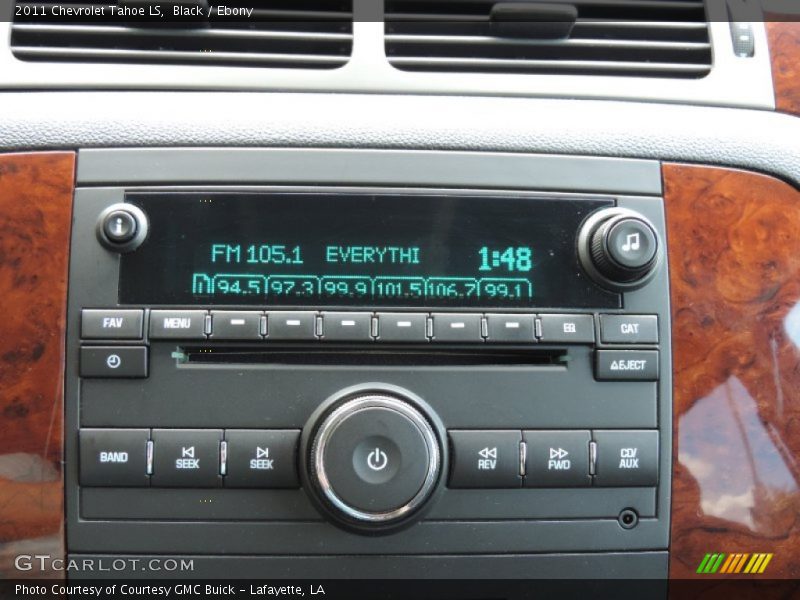 2011 Chevrolet Tahoe LS,  Black / Ebony
FM 105.1 EVERYTHI 1:48
94.5 97.3 99.9 101.5 106.7 99.1
FAV MENU EQ CAT
EJECT
BAND SEEK SEEK REV FWD CD/AUX
GTCARLOT.COM
Photo Courtesy of Courtesy GMC Buick - Lafayette, LA